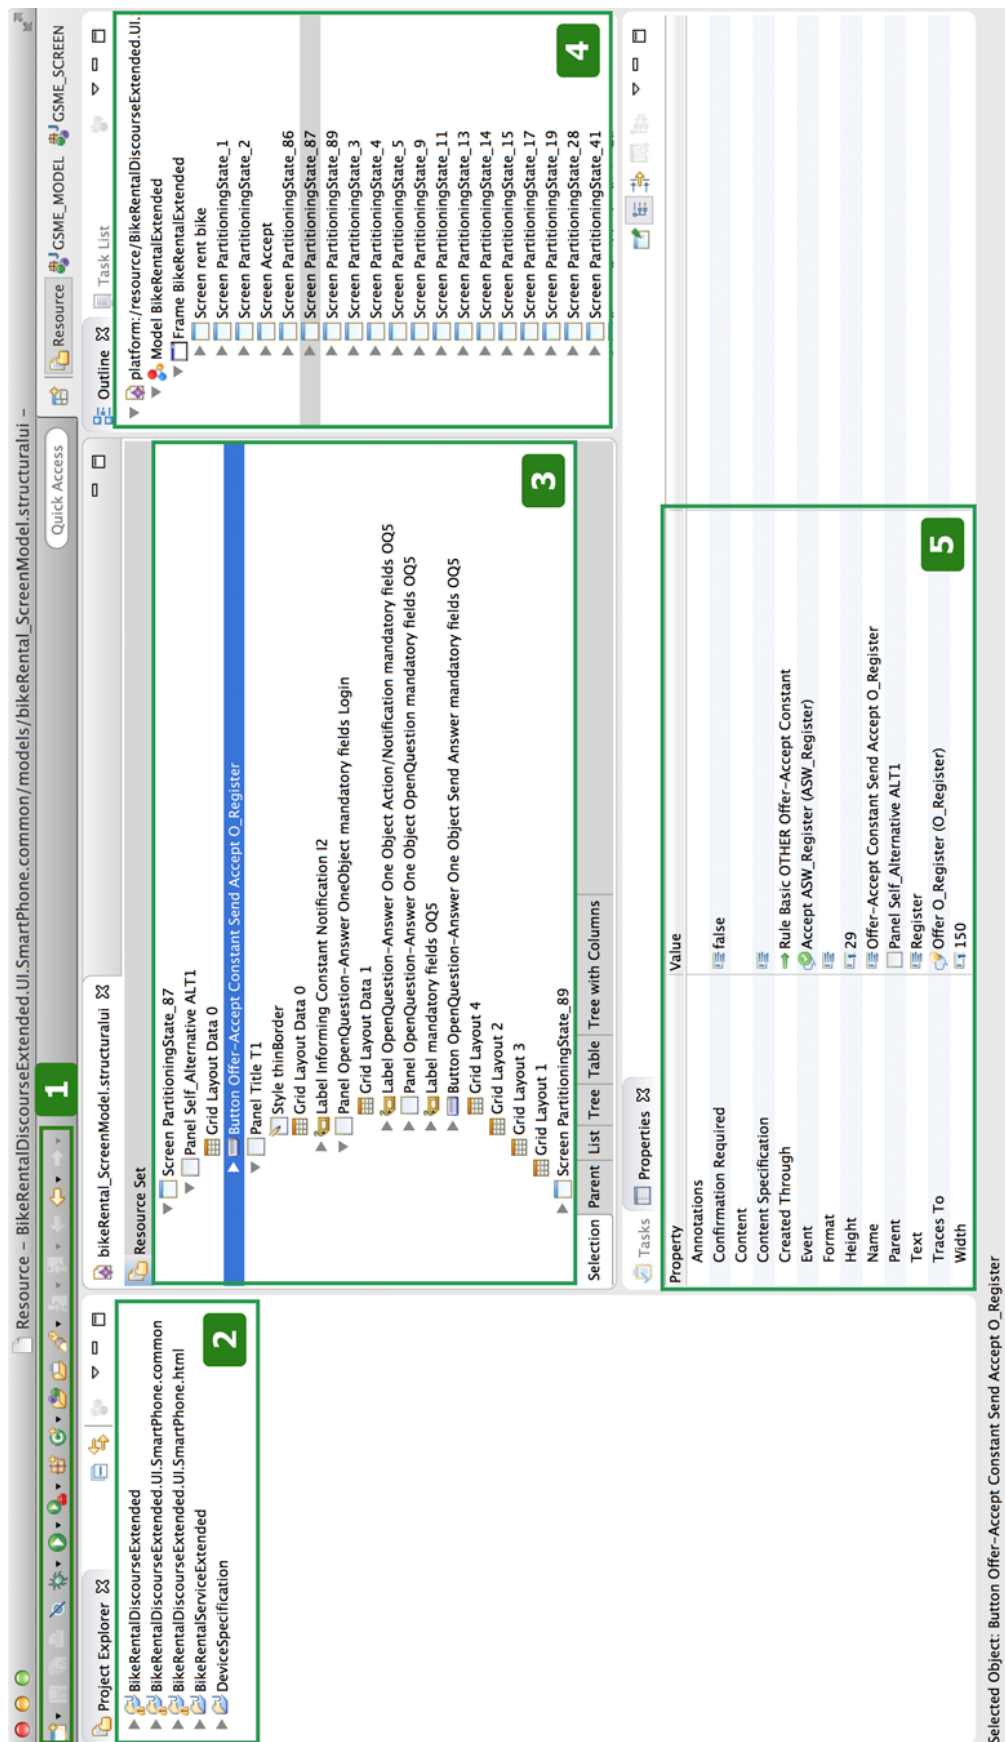 Resource – BikeRentalDiscourseExtended.UI.SmartPhone.common/models/bikeRental_ScreenModel.structuralui –
1
Quick Access
Resource
GSME_MODEL
GSME_SCREEN
Project Explorer
BikeRentalDiscourseExtended
BikeRentalDiscourseExtended.UI.SmartPhone.common
BikeRentalDiscourseExtended.UI.SmartPhone.html
BikeRentalServiceExtended
DeviceSpecification
2
bikeRental_ScreenModel.structuralui
Resource Set
Screen PartitioningState_87
Panel Self_Alternative ALT1
Grid Layout Data 0
Button Offer-Accept Constant Send Accept O_Register
Panel Title T1
Style thinBorder
Grid Layout Data 0
Label Informing Constant Notification I2
Panel OpenQuestion-Answer OneObject mandatory fields Login
Grid Layout Data 1
Label OpenQuestion-Answer One Object Action/Notification mandatory fields OQ5
Panel OpenQuestion-Answer One Object OpenQuestion mandatory fields OQ5
Label mandatory fields OQ5
Button OpenQuestion-Answer One Object Send Answer mandatory fields OQ5
Grid Layout 4
Grid Layout 2
Grid Layout 3
Grid Layout 1
Screen PartitioningState_89
3
Selection Parent List Tree Table Tree with Columns
Outline
Task List
platform:/resource/BikeRentalDiscourseExtended.UI.
Model BikeRentalExtended
Frame BikeRentalExtended
Screen rent bike
Screen PartitioningState_1
Screen PartitioningState_2
Screen Accept
Screen PartitioningState_86
Screen PartitioningState_87
Screen PartitioningState_89
Screen PartitioningState_3
Screen PartitioningState_4
Screen PartitioningState_5
Screen PartitioningState_9
Screen PartitioningState_11
Screen PartitioningState_13
Screen PartitioningState_14
Screen PartitioningState_15
Screen PartitioningState_17
Screen PartitioningState_19
Screen PartitioningState_28
Screen PartitioningState_41
4
Tasks
Properties
Property Value
Annotations
Confirmation Required false
Content
Content Specification
Created Through Rule Basic OTHER Offer-Accept Constant
Event Accept ASW_Register (ASW_Register)
Format
Height 29
Name Offer-Accept Constant Send Accept O_Register
Parent Panel Self_Alternative ALT1
Text Register
Traces To Offer O_Register (O_Register)
Width 150
5
Selected Object: Button Offer-Accept Constant Send Accept O_Register